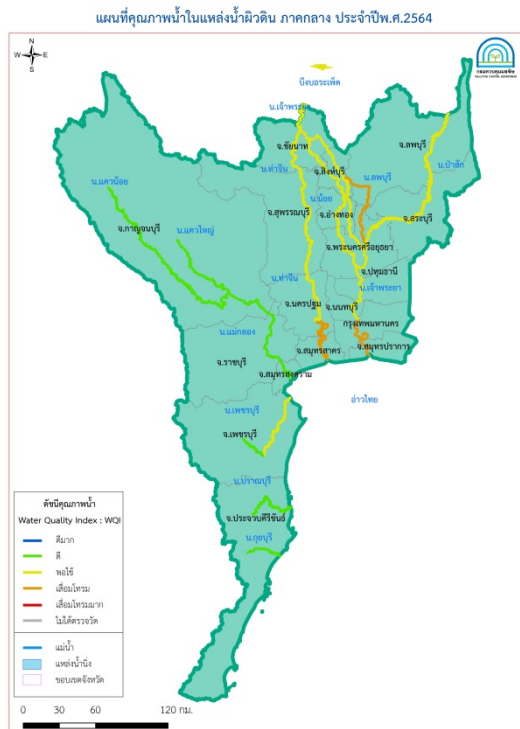 แผนที่คุณภาพน้ำในแหล่งน้ำผิวดิน ภาคกลาง ประจำปีพ.ศ.2564
N
W E
S
กรมควบคุมมลพิษ
POLLUTION CONTROL DEPARTMENT
บึงบอระเพ็ด
น.เจ้าพระยา
จ.ชัยนาท
จ.ลพบุรี
น.ท่าจีน
จ.สิงห์บุรี
น.ลพบุรี
น.ป่าสัก
น.แควน้อย
น.น้อย
จ.สุพรรณบุรี
จ.อ่างทอง
จ.สระบุรี
จ.กาญจนบุรี
น.แควใหญ่
จ.พระนครศรีอยุธยา
น.ท่าจีน
จ.ปทุมธานี
น.เจ้าพระยา
จ.นครปฐม
จ.นนทบุรี
น.แม่กลอง
กรุงเทพมหานคร
จ.สมุทรสาคร
จ.สมุทรปราการ
จ.ราชบุรี
จ.สมุทรสงคราม
อ่าวไทย
น.เพชรบุรี
จ.เพชรบุรี
น.ปราณบุรี
จ.ประจวบคีรีขันธ์
น.กุยบุรี
ดัชนีคุณภาพน้ำ
Water Quality Index : WQI
ดีมาก
ดี
พอใช้
เสื่อมโทรม
เสื่อมโทรมมาก
ไม่ได้ตรวจวัด
แม่น้ำ
แหล่งน้ำนิ่ง
ขอบเขตจังหวัด
0 30 60 120 กม.